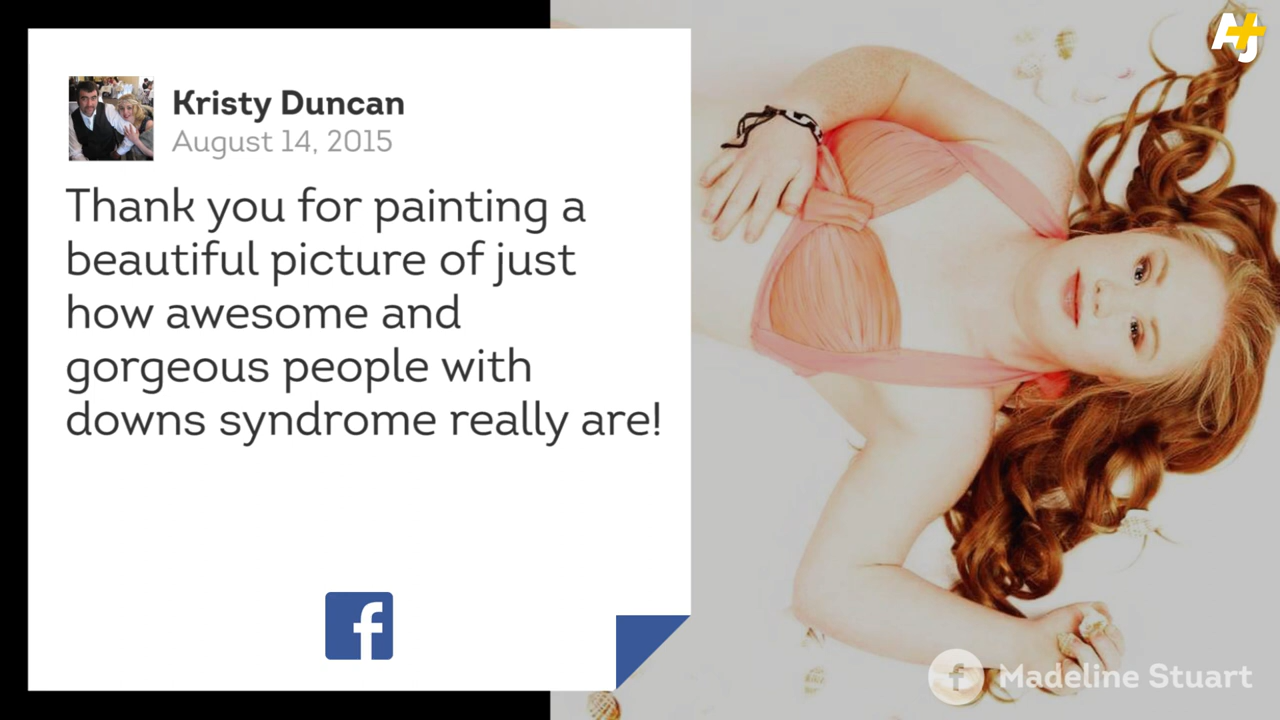 Kristy Duncan
August 14, 2015
Thank you for painting a
beautiful picture of just
how awesome and
gorgeous people with
downs syndrome really are!
f
AJ+
f Madeline Stuart